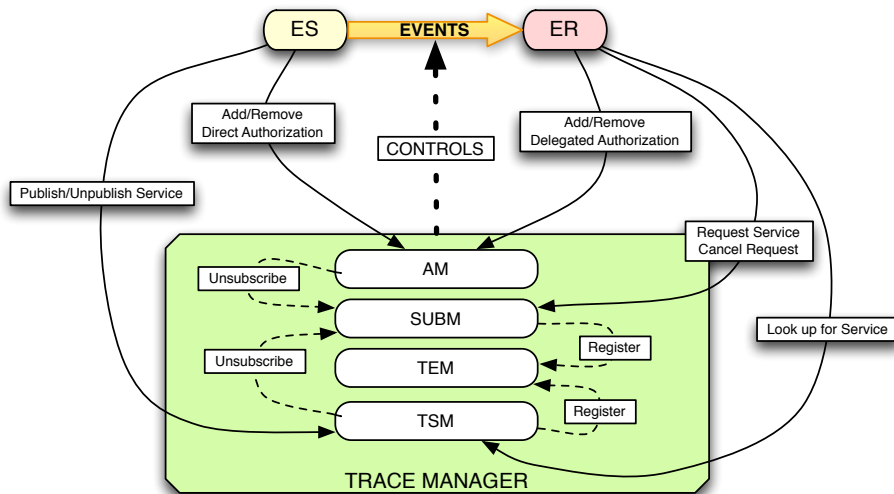 ES
EVENTS
ER
Add/Remove
Direct Authorization
Add/Remove
Delegated Authorization
CONTROLS
Publish/Unpublish Service
Request Service
Cancel Request
AM
Unsubscribe
SUBM
Look up for Service
Register
Unsubscribe
TEM
Register
TSM
TRACE MANAGER